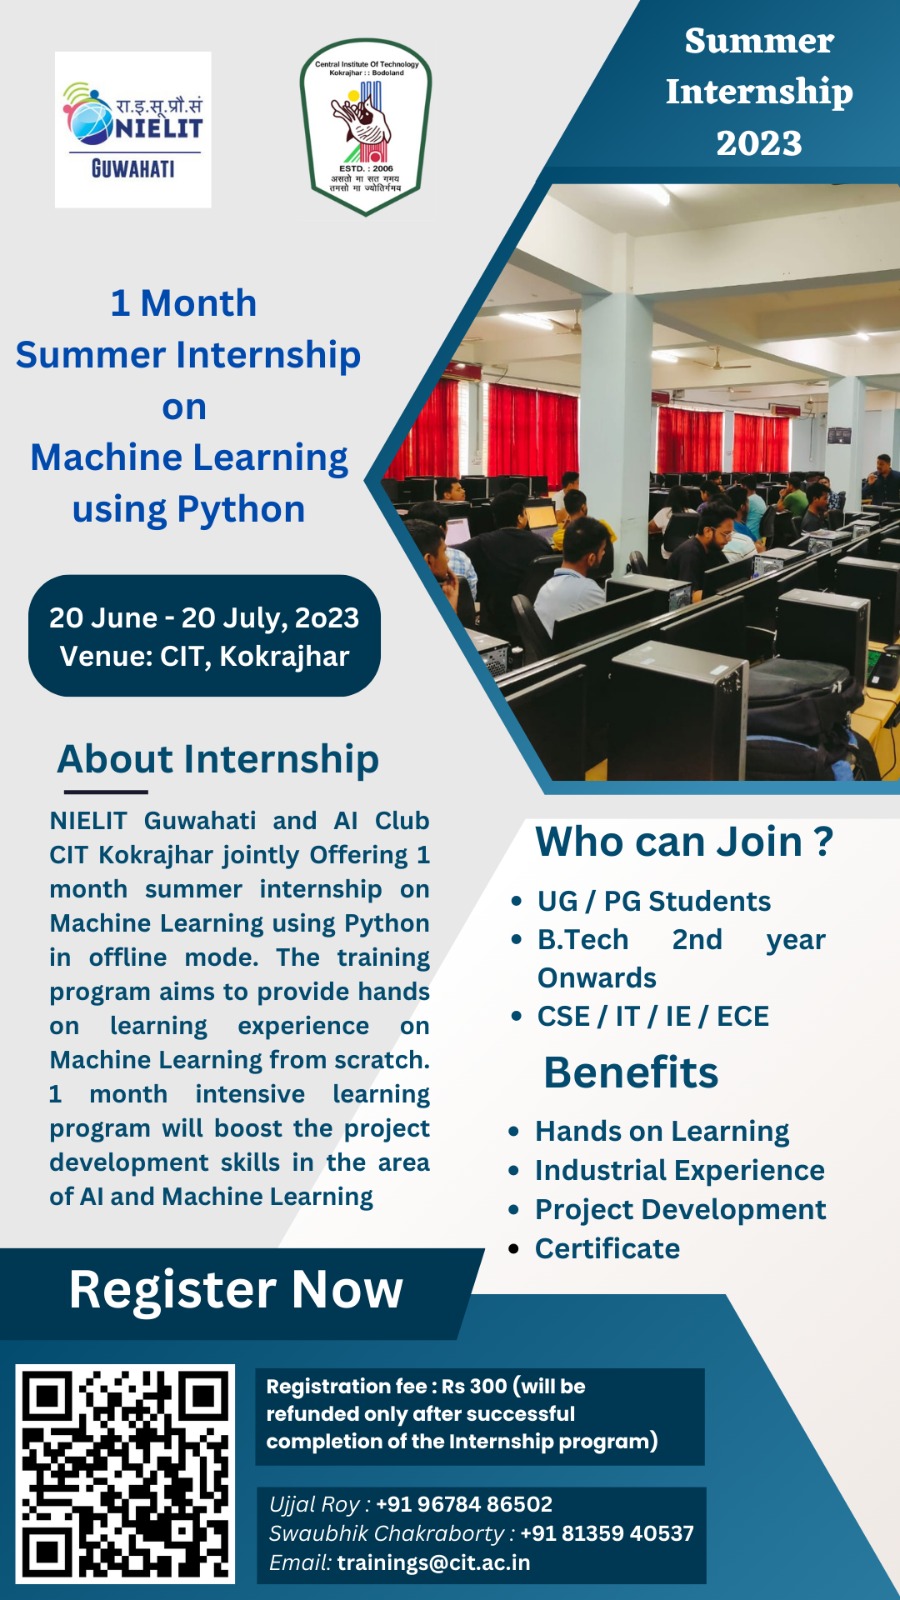 रा.इ.सू.प्रौ.सं
NIELIT
GUWAHATI
Central Institute Of Technology
Kokrajhar :: Bodoland
ESTD. : 2006
असतो मा सत गमय
तमसो मा ज्योतिर्गमय
Summer
Internship
2023
1 Month
Summer Internship
on
Machine Learning
using Python
20 June - 20 July, 2o23
Venue: CIT, Kokrajhar
About Internship
NIELIT Guwahati and AI Club
CIT Kokrajhar jointly Offering 1
month summer internship on
Machine Learning using Python
in offline mode. The training
program aims to provide hands
on learning experience on
Machine Learning from scratch.
1 month intensive learning
program will boost the project
development skills in the area
of AI and Machine Learning
Who can Join ?
• UG / PG Students
• B.Tech 2nd year
Onwards
• CSE / IT / IE / ECE
Benefits
• Hands on Learning
• Industrial Experience
• Project Development
• Certificate
Register Now
Registration fee : Rs 300 (will be
refunded only after successful
completion of the Internship program)
Ujjal Roy : +91 96784 86502
Swaubhik Chakraborty : +91 81359 40537
Email: trainings@cit.ac.in